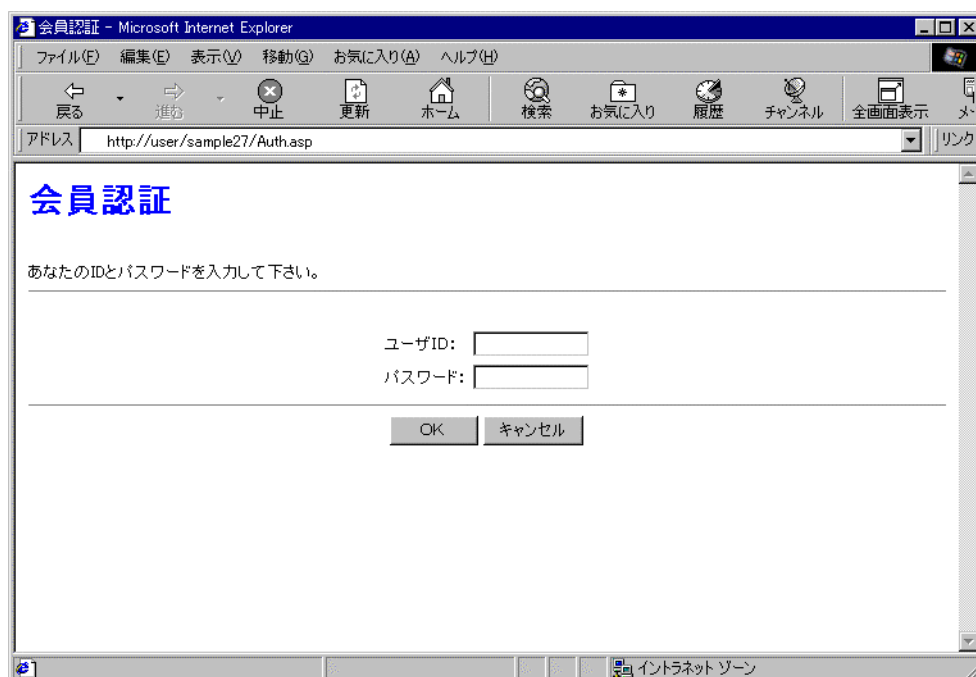 会員認証 - Microsoft Internet Explorer
ファイル(F) 編集(E) 表示(V) 移動(G) お気に入り(A) ヘルプ(H)
戻る 進む 中止 更新 ホーム 検索 お気に入り 履歴 チャンネル 全画面表示
アドレス http://user/sample27/Auth.asp リンク
会員認証
あなたのIDとパスワードを入力して下さい。
ユーザID:
パスワード:
OK キャンセル
イントラネット ゾーン